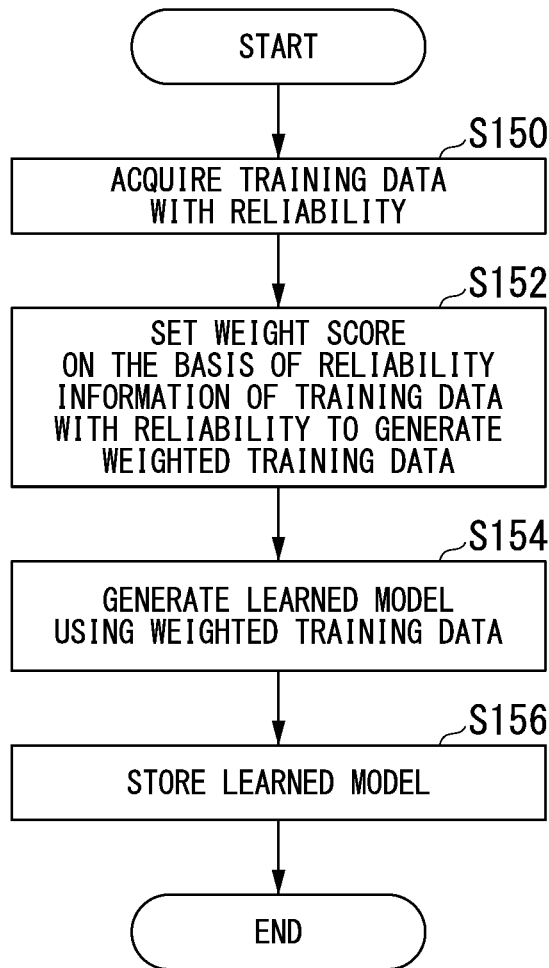 START
S150
ACQUIRE TRAINING DATA
WITH RELIABILITY
S152
SET WEIGHT SCORE
ON THE BASIS OF RELIABILITY
INFORMATION OF TRAINING DATA
WITH RELIABILITY TO GENERATE
WEIGHTED TRAINING DATA
S154
GENERATE LEARNED MODEL
USING WEIGHTED TRAINING DATA
S156
STORE LEARNED MODEL
END